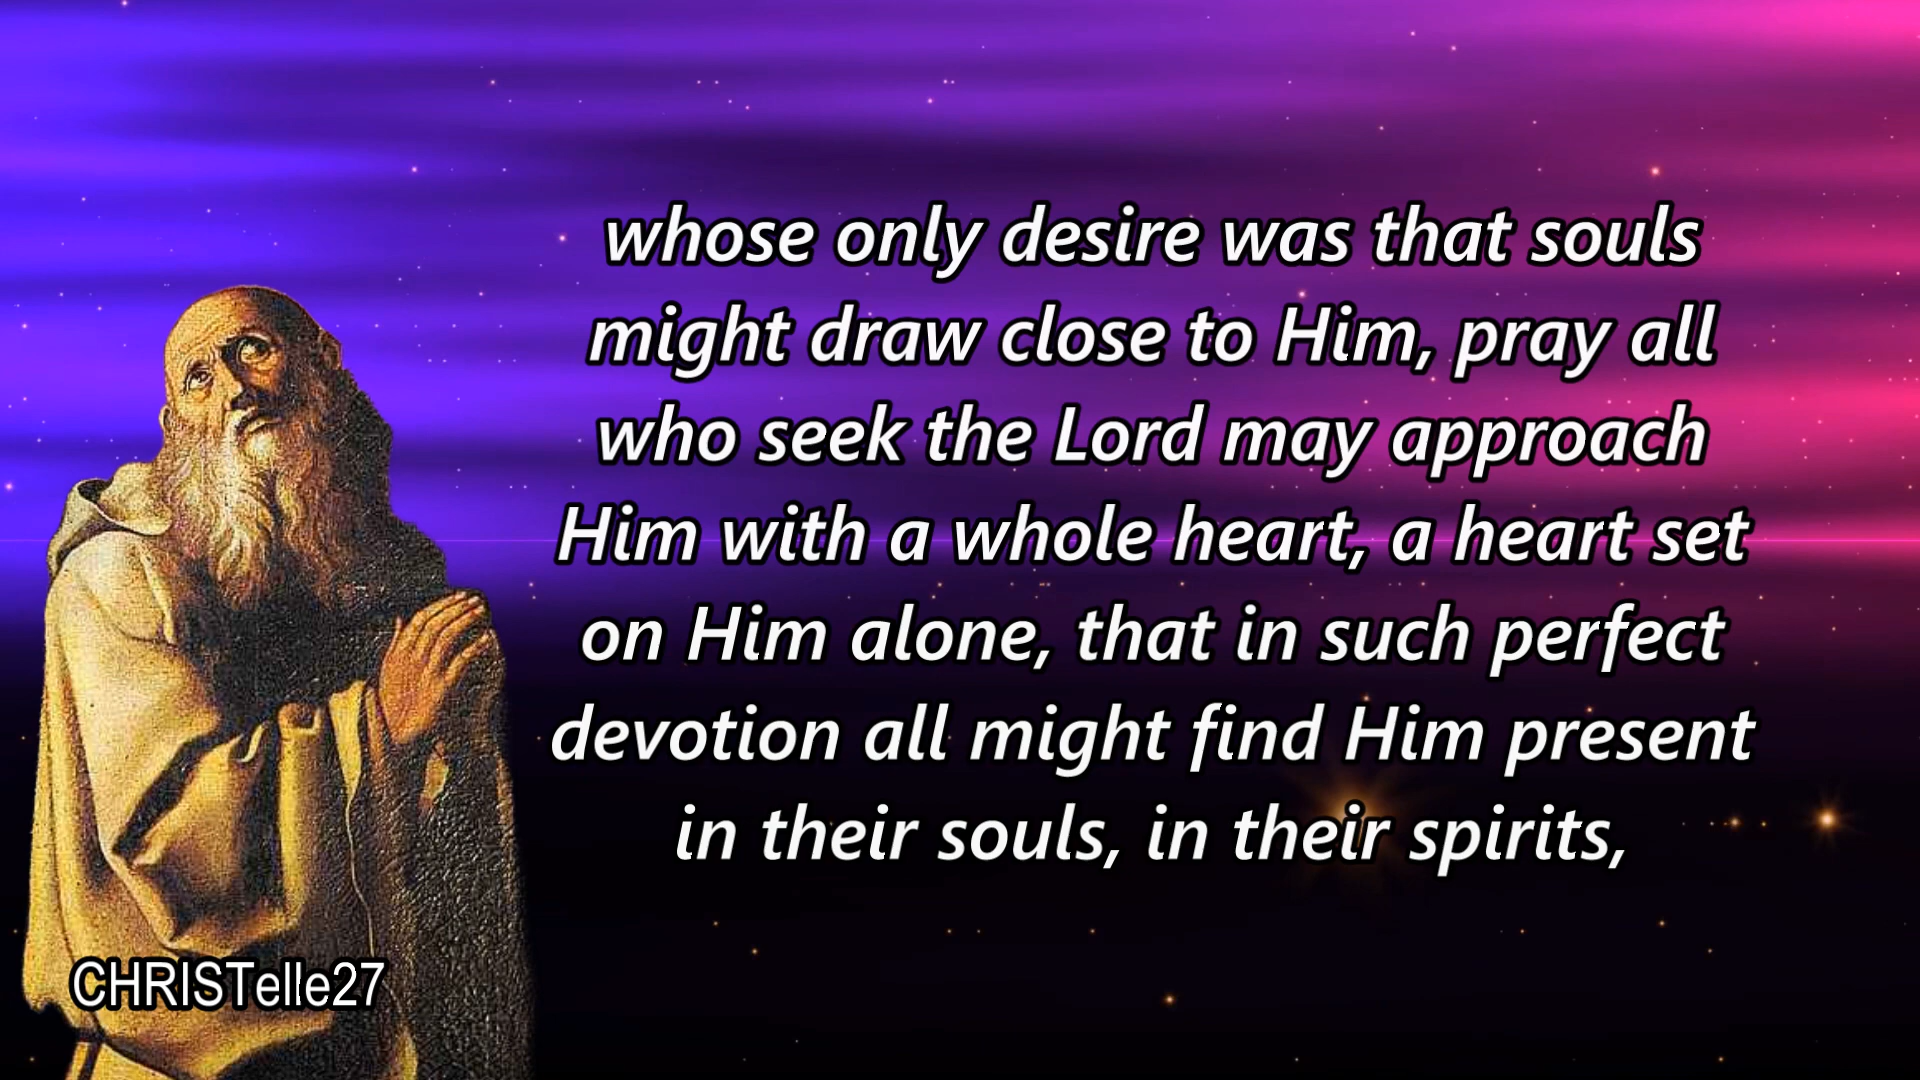 whose only desire was that souls
might draw close to Him, pray all
who seek the Lord may approach
Him with a whole heart, a heart set
on Him alone, that in such perfect
devotion all might find Him present
in their souls, in their spirits,
CHRISTelle27